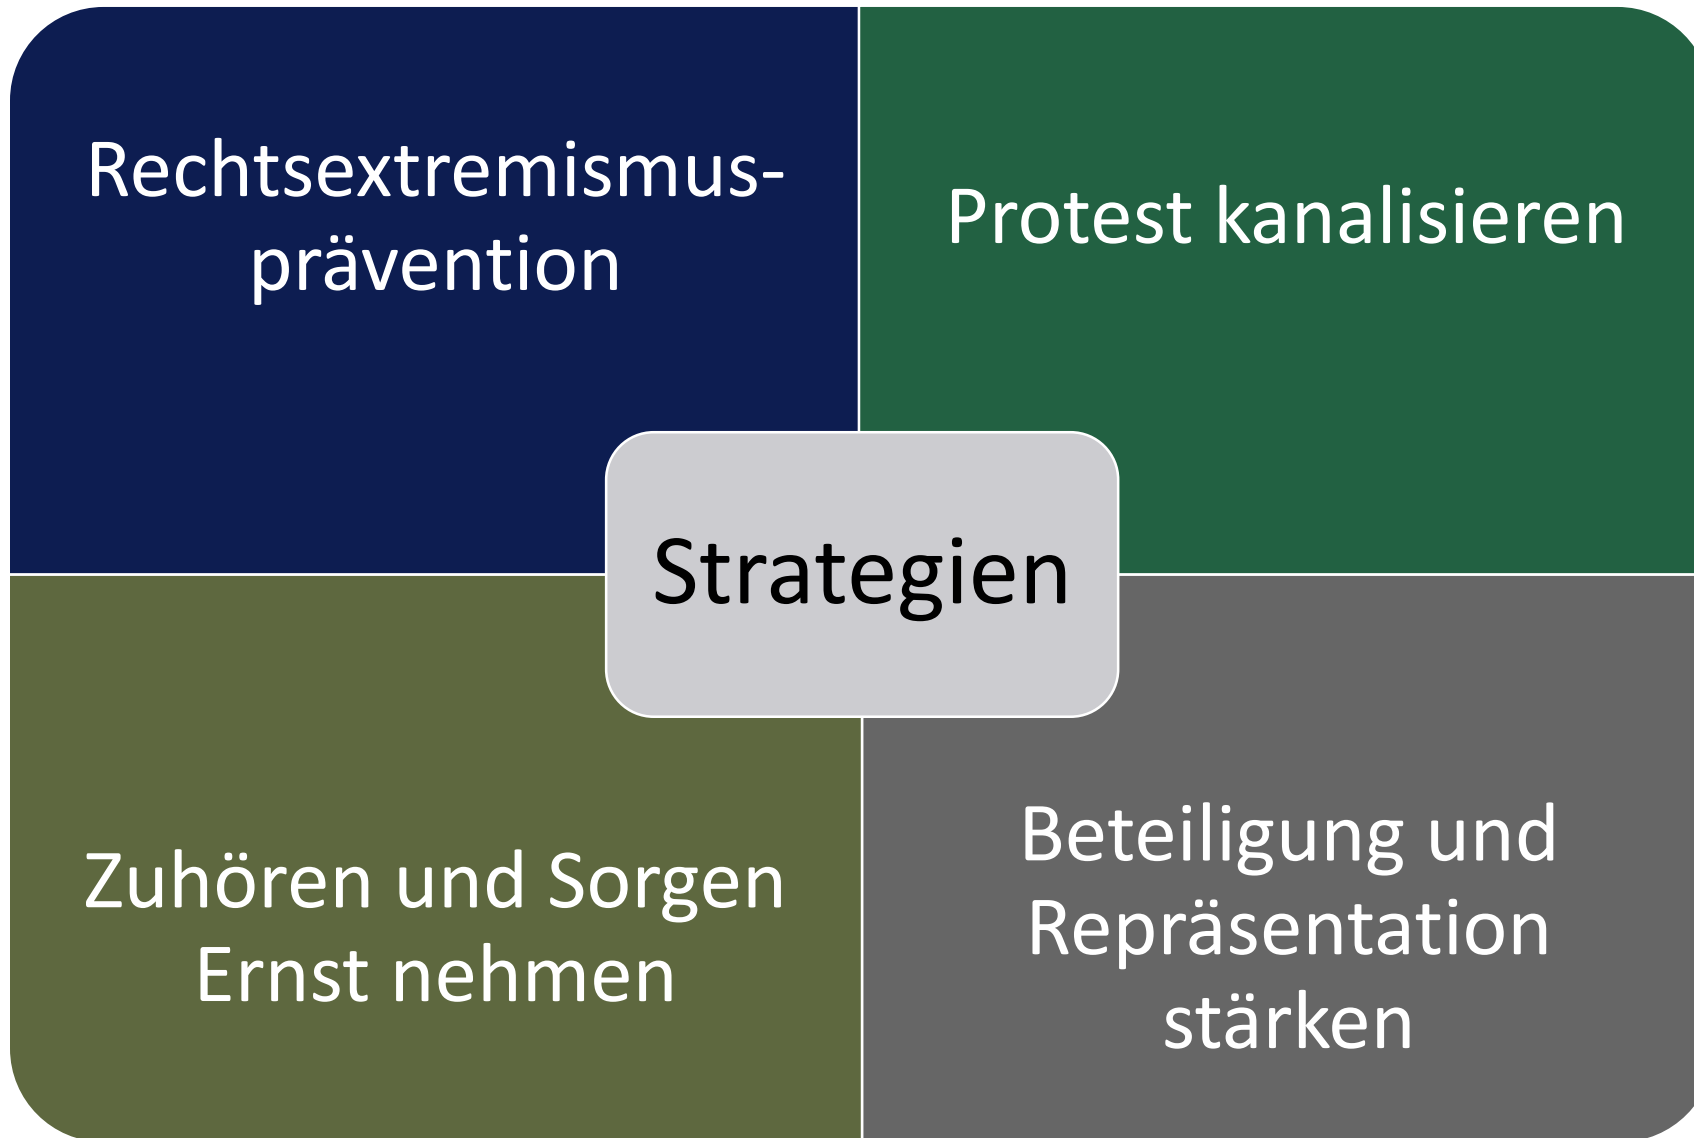 Rechtsextremismus-
prävention
Protest kanalisieren
Strategien
Zuhören und Sorgen
Ernst nehmen
Beteiligung und
Repräsentation
stärken